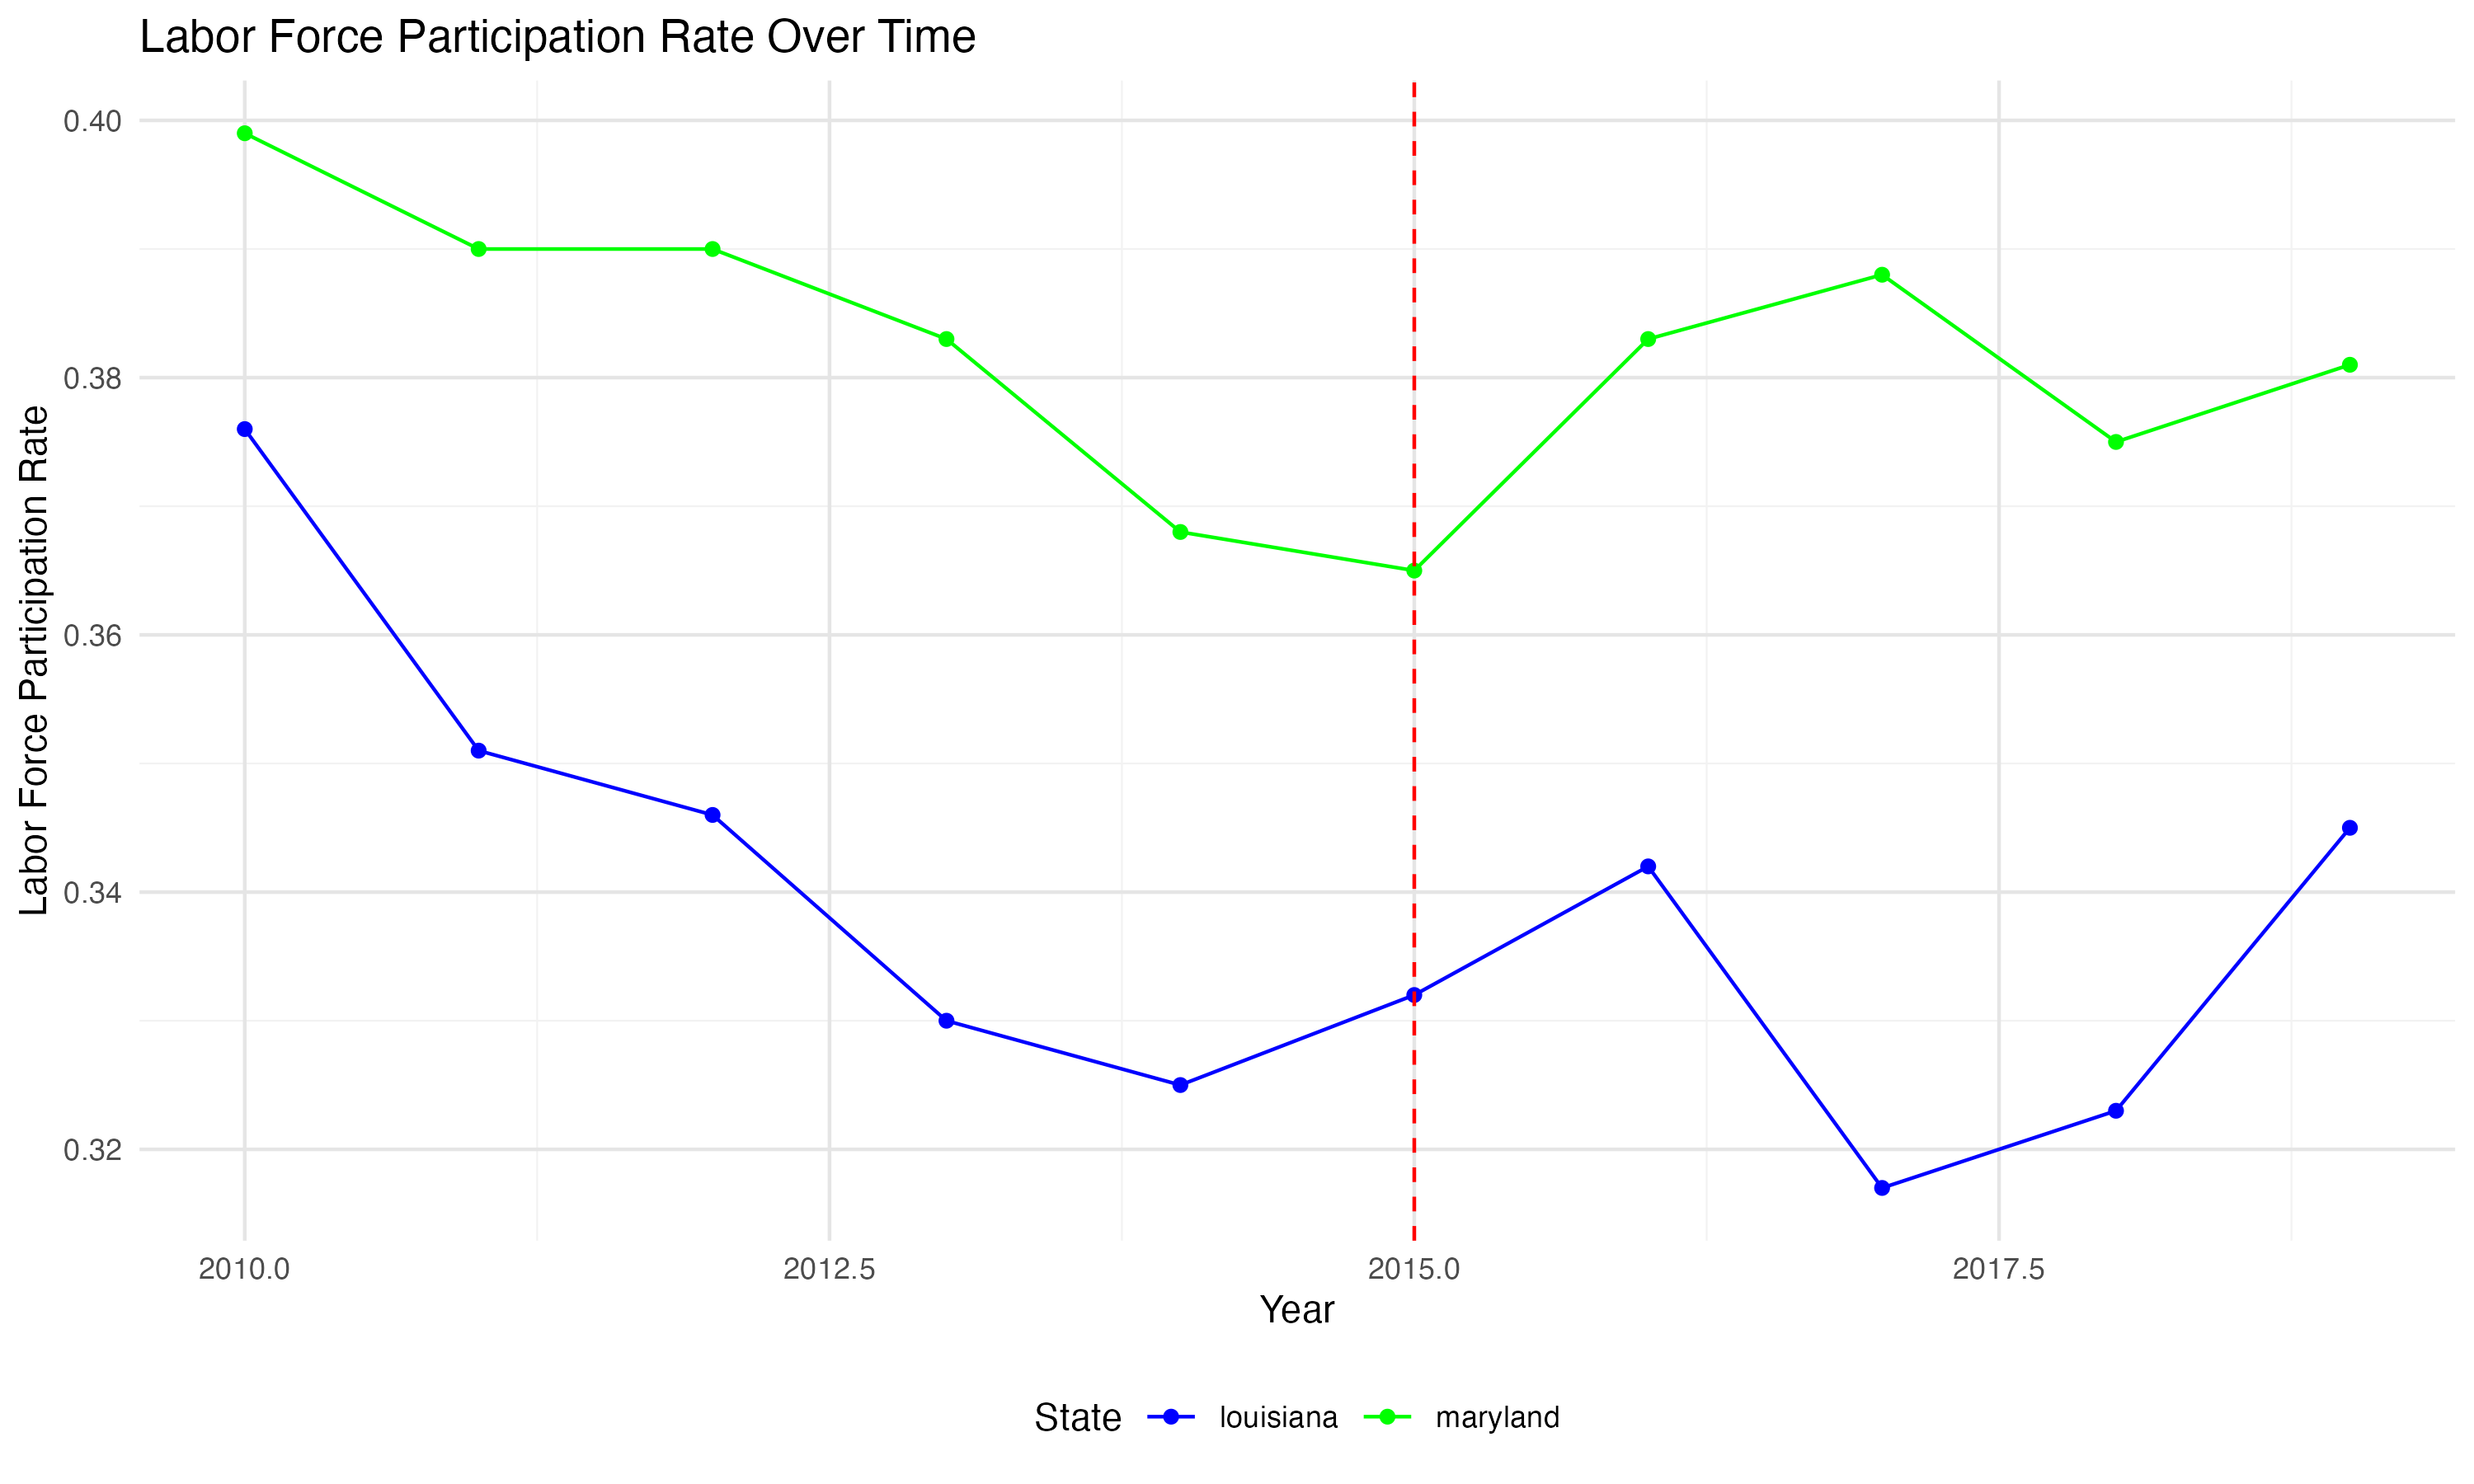 Labor Force Participation Rate Over Time
Labor Force Participation Rate
0.40
0.38
0.36
0.34
0.32
2010.0 2012.5 2015.0 2017.5
Year
State louisiana maryland